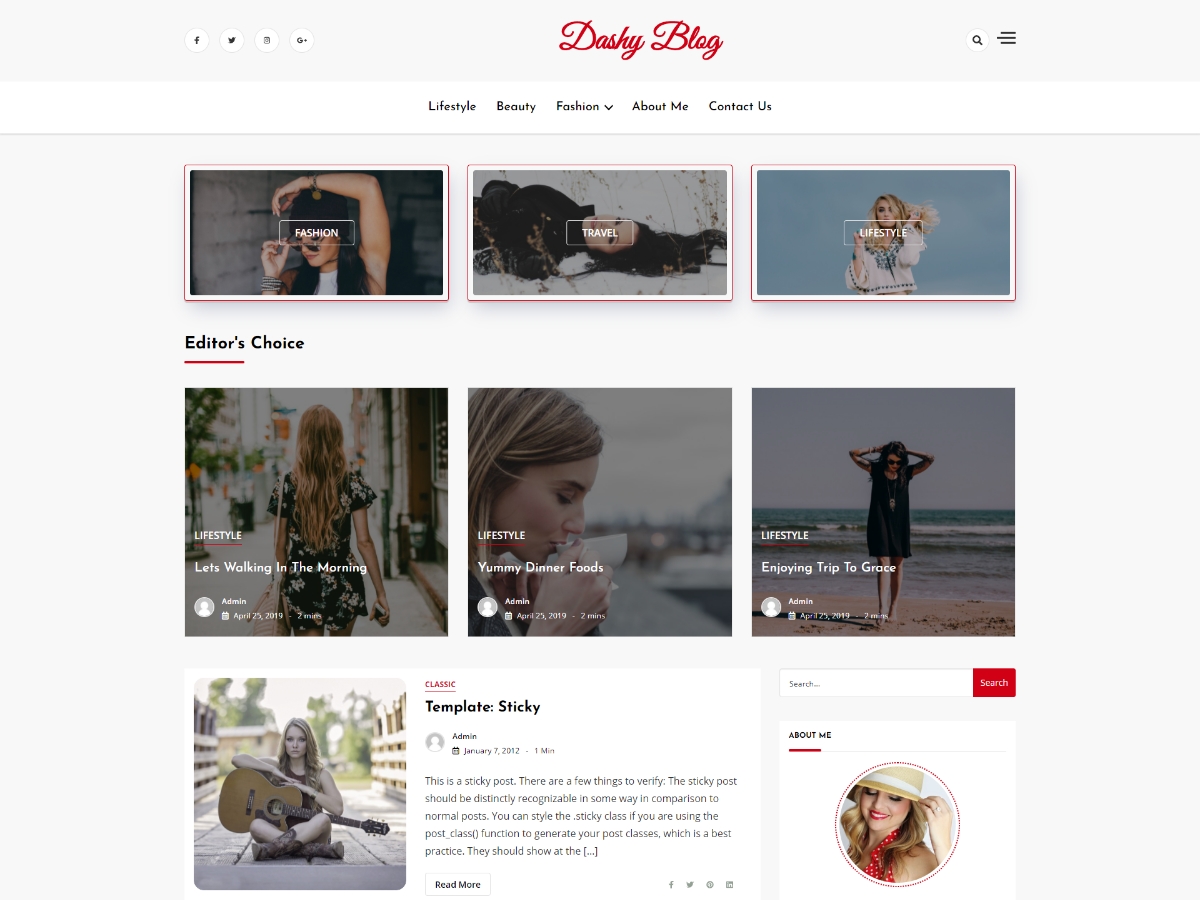 G+
Dashy Blog
Lifestyle Beauty Fashion About Me Contact Us
FASHION
TRAVEL
LIFESTYLE
Editor's Choice
LIFESTYLE
Lets Walking In The Morning
Admin
April 25, 2019 - 2 mins
LIFESTYLE
Yummy Dinner Foods
Admin
April 25, 2019 - 2 mins
LIFESTYLE
Enjoying Trip To Grace
Admin
April 25, 2019 - 2 mins
CLASSIC
Template: Sticky
Admin
January 7, 2012 - 1 Min
This is a sticky post. There are a few things to verify: The sticky post
should be distinctly recognizable in some way in comparison to
normal posts. You can style the .sticky class if you are using the
post_class() function to generate your post classes, which is a best
practice. They should show at the [...]
Read More
Search...
Search
ABOUT ME